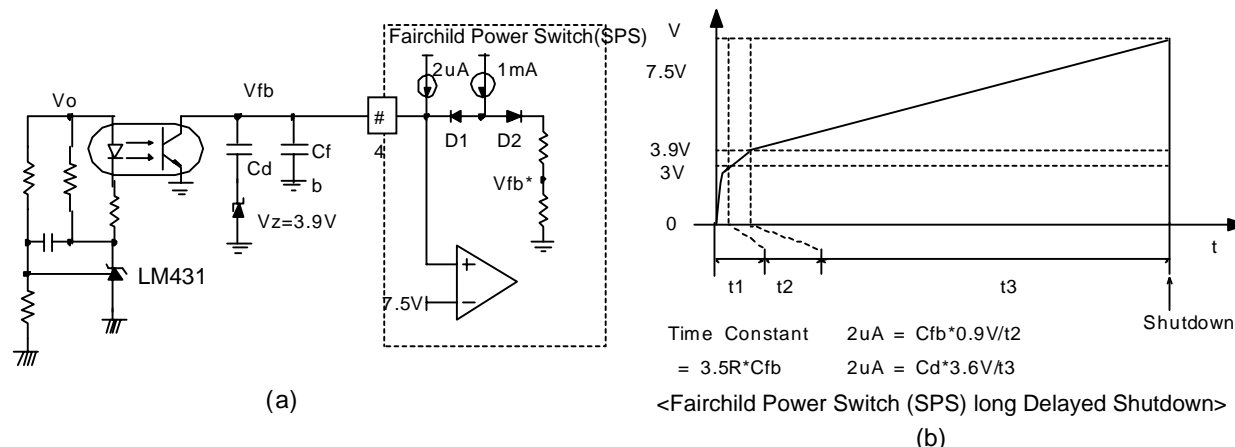 Fairchild Power Switch(SPS)
2uA
1mA
Vo
Vfb
#
4
D1
D2
Cd
Cf
b
Vfb*
Vz=3.9V
LM431
7.5V
+
−
(a)
V
7.5V
3.9V
3V
0
t
t1
t2
t3
Shutdown
Time Constant
= 3.5R*Cfb
2uA = Cfb*0.9V/t2
2uA = Cd*3.6V/t3
<Fairchild Power Switch (SPS) long Delayed Shutdown>
(b)